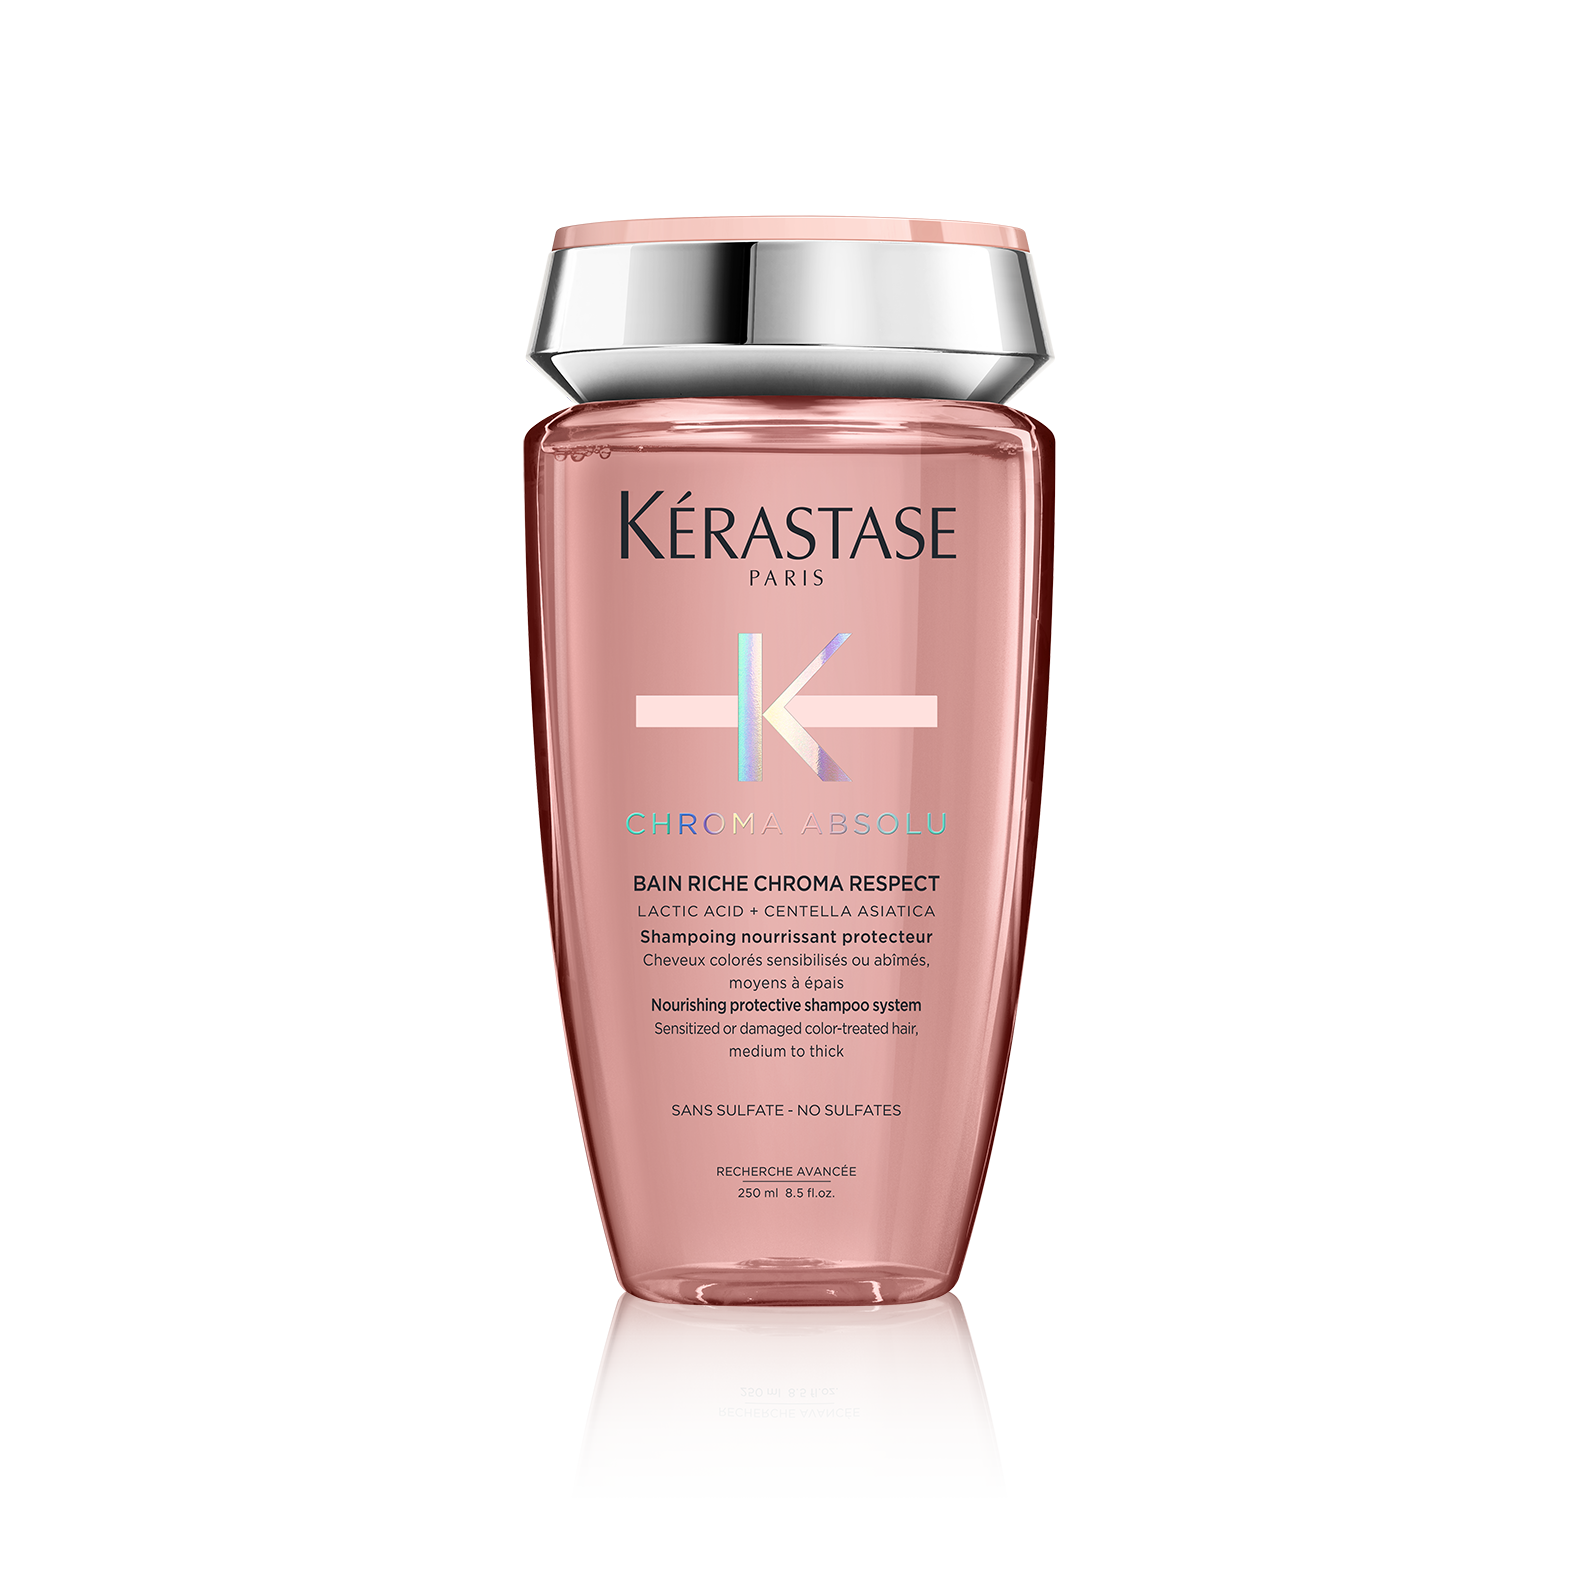 KÉRASTASE
PARIS
K
CHROMA ABSOLU
BAIN RICHE CHROMA RESPECT
LACTIC ACID + CENTELLA ASIATICA
Shampoing nourrissant protecteur
Cheveux colorés sensibilisés ou abîmés,
moyens à épais
Nourishing protective shampoo system
Sensitized or damaged color-treated hair,
medium to thick
SANS SULFATE - NO SULFATES
RECHERCHE AVANCÉE
250 ml 8.5 fl.oz.